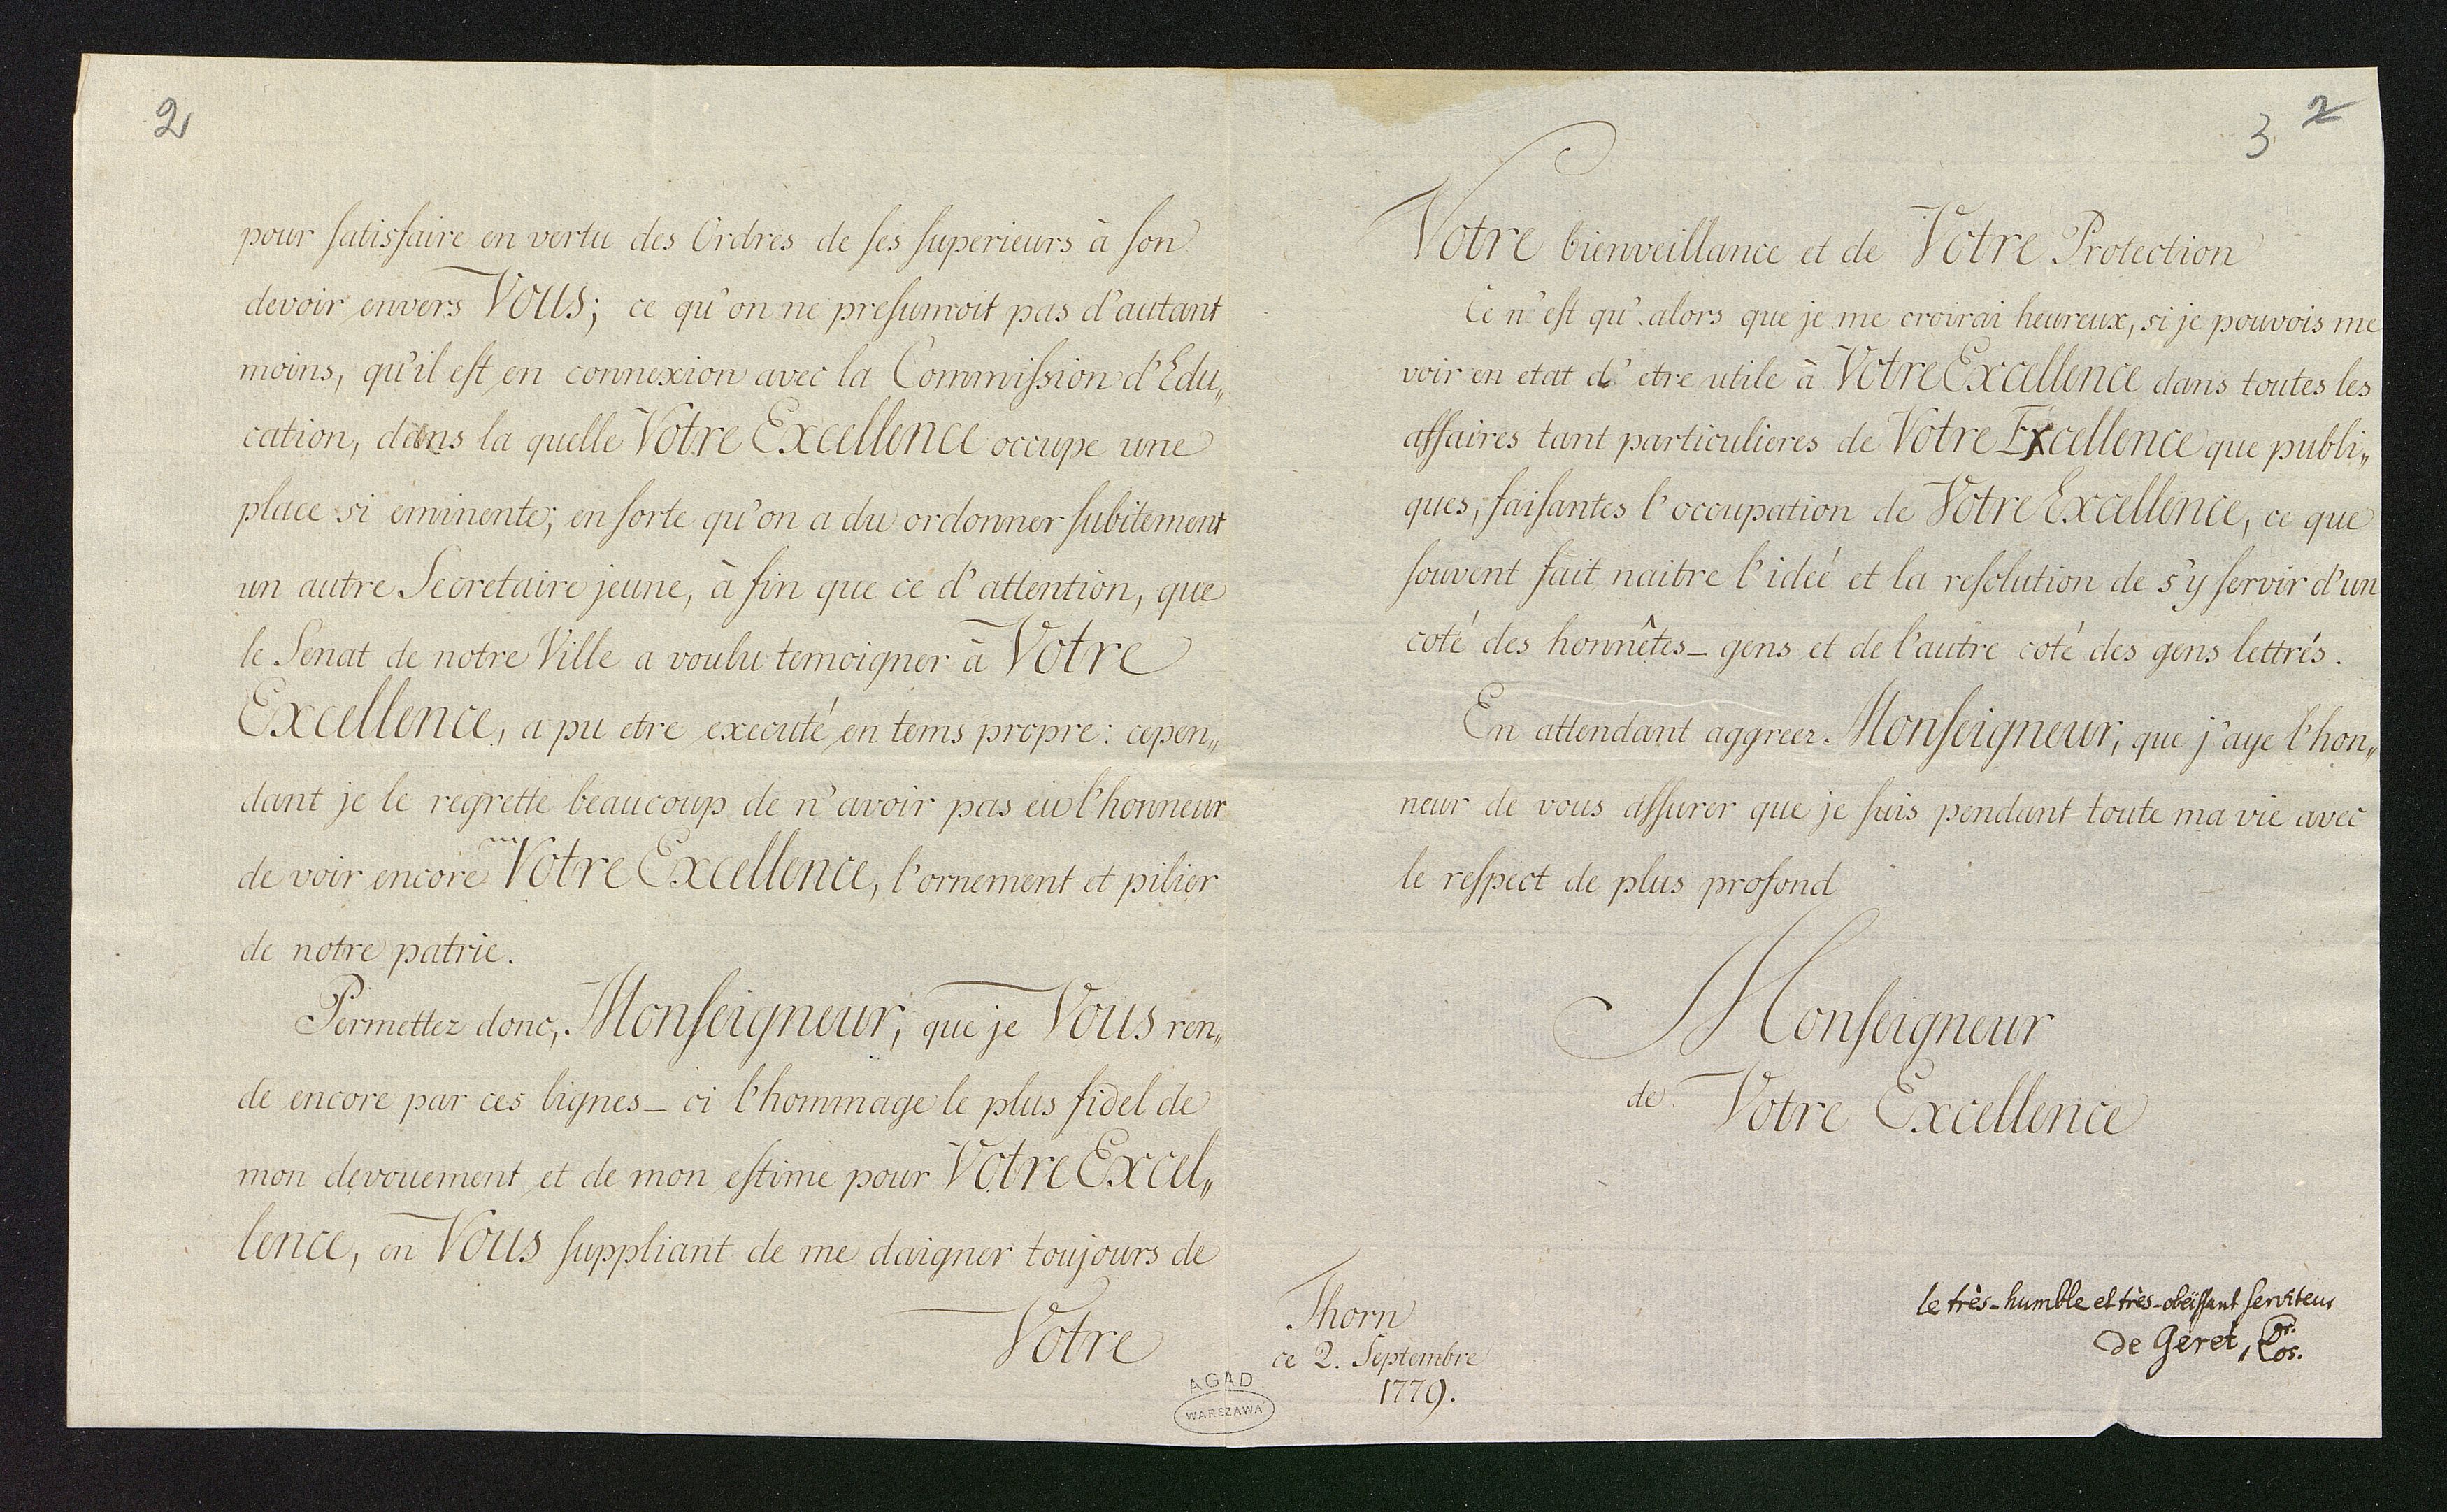 2
pour satisfaire en vertu des Ordres de ses superieurs à son
devoir envers Vous; ce qu'on ne presumoit pas d'autant
moins, qu'il est en connexion avec la Commission d'Edu„
cation, dans la quelle Votre Excellence occupe une
place si eminente; en sorte qu'on a du ordonner subitement
un autre Secretaire jeune, à fin que ce d'attention, que
le Senat de notre Ville a voulu temoigner à Votre
Excellence, a pu etre executé en tems propre: cepen„
dant je le regrette beaucoup de n'avoir pas eu l'honneur
de voir encore Votre Excellence, l'ornement et pilier
de notre patrie.
Permettez donc, Monseigneur, que je Vous ren„
de encore par ces lignes-ci l'hommage le plus fidel de
mon devouement et de mon estime pour Votre Excel„
lence, en Vous suppliant de me daigner toujours de
Votre
AGAD
WARSZAWA
3 2
Votre bienveillance et de Votre Protection
Ce n'est qu'alors que je me croirai heureux, si je pouvois me
voir en etat d'etre utile à Votre Excellence dans toutes les
affaires tant particulieres de Votre Excellence que publi„
ques, faisantes l'occupation de Votre Excellence, ce que
souvent fait naitre l'ideé et la resolution de s'y servir d'un
coté des honnêtes-gens et de l'autre coté des gens lettrés.
En attendant aggreer Monseigneur, que j'aye l'hon„
neur de vous assurer que je suis pendant toute ma vie avec
le respect de plus profond
Monseigneur
de Votre Excellence
le très-humble et très-obëissant serviteur
de Geret,
Thorn
ce 2. Septembre
1779.